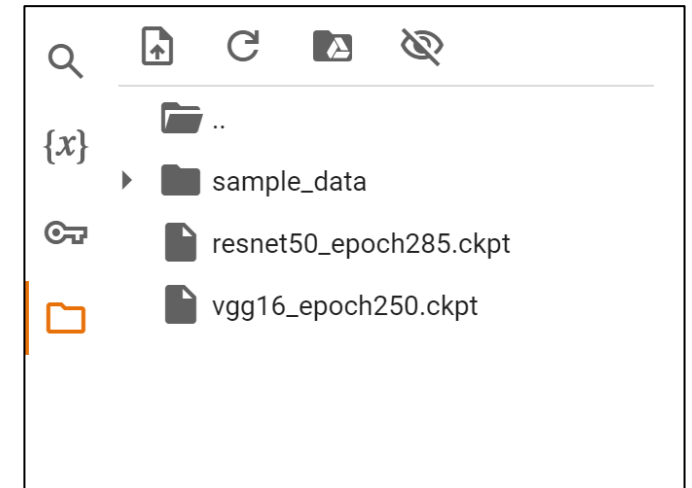 {x}
..
sample_data
resnet50_epoch285.ckpt
vgg16_epoch250.ckpt